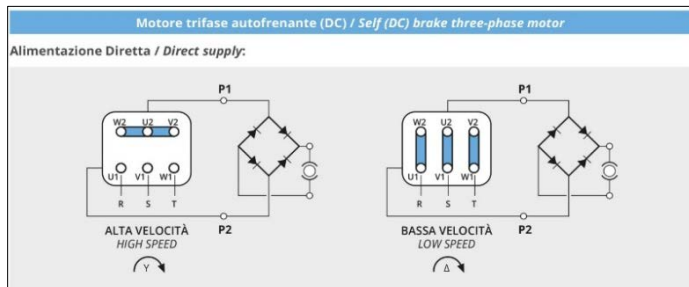 Motore trifase autofrenante (DC) / Self (DC) brake three-phase motor
Alimentazione Diretta / Direct supply:
P1
W2 U2 V2
U1 V1 W1
R S T
P2
ALTA VELOCITÀ
HIGH SPEED
Y
P1
W2 U2 V2
U1 V1 W1
R S T
P2
BASSA VELOCITÀ
LOW SPEED
Δ